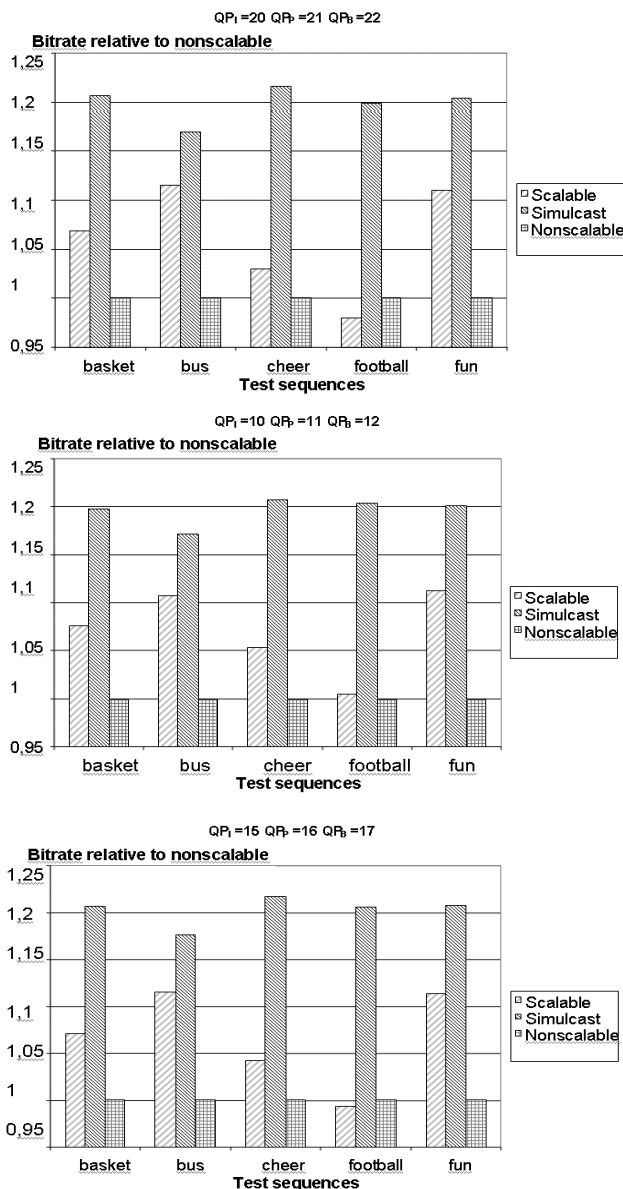 QPI =20 QPP =21 QPB =22
Bitrate relative to nonscalable
1,25
1,2
1,15
1,1
1,05
1
0,95
basket bus cheer football fun
Test sequences
Scalable
Simulcast
Nonscalable
QPI =10 QPP =11 QPB =12
Bitrate relative to nonscalable
1,25
1,2
1,15
1,1
1,05
1
0,95
basket bus cheer football fun
Test sequences
Scalable
Simulcast
Nonscalable
QPI =15 QPP =16 QPB =17
Bitrate relative to nonscalable
1,25
1,2
1,15
1,1
1,05
1
0,95
basket bus cheer football fun
Test sequences
Scalable
Simulcast
Nonscalable